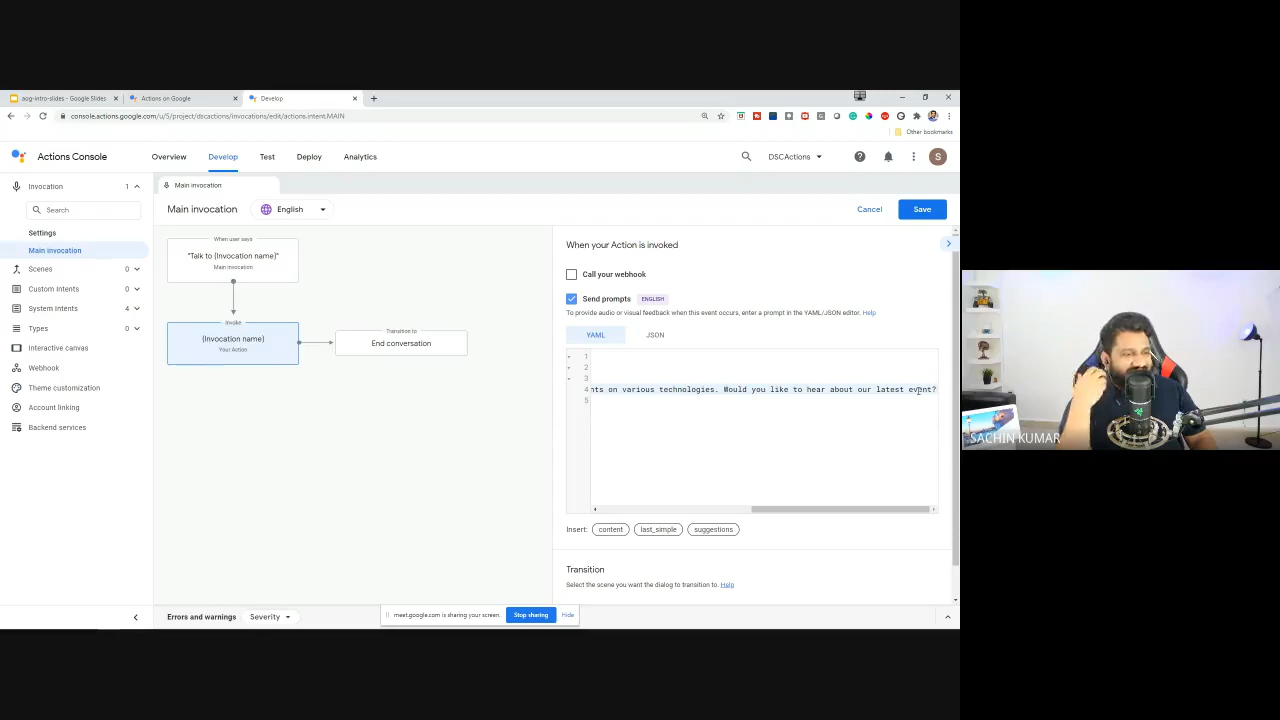 aog-intro-slides - Google Slides
Actions on Google
Develop
console.actions.google.com/u/5/project/dscactions/invocations/edit/actions.intent.MAIN
Other bookmarks
Actions Console
Overview
Develop
Test
Deploy
Analytics
DSCActions
S
Invocation 1
Main invocation
Search
Main invocation
English
Cancel
Save
Settings
Main invocation
Scenes 0
Custom Intents 0
System Intents 4
Types 0
Interactive canvas
Webhook
Theme customization
Account linking
Backend services
When user says
"Talk to {Invocation name}"
Main invocation
Invoke
{Invocation name}
Your Action
Transition to
End conversation
When your Action is invoked
Call your webhook
Send prompts ENGLISH
To provide audio or visual feedback when this event occurs, enter a prompt in the YAML/JSON editor. Help
YAML
JSON
1
2
3
4 nts on various technologies. Would you like to hear about our latest event?
5
Insert: content last_simple suggestions
Transition
Select the scene you want the dialog to transition to. Help
Errors and warnings Severity
meet.google.com is sharing your screen. Stop sharing Hide
SACHIN KUMAR